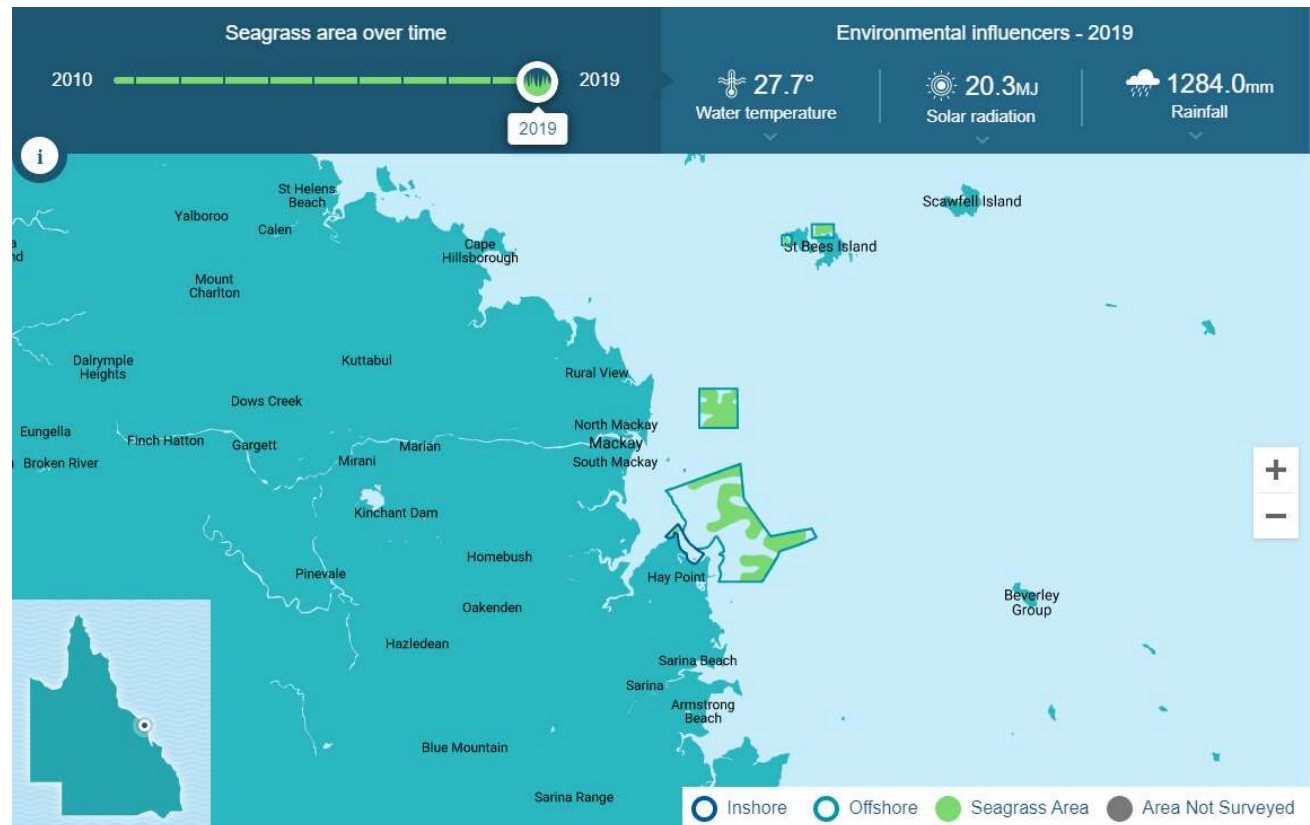 Seagrass area over time
2010
2019
2019
Environmental influencers - 2019
27.7°
Water temperature
20.3MJ
Solar radiation
1284.0mm
Rainfall
i
St Helens
Beach
Yalboroo
Calen
Cape
Hillsborough
Scawfell Island
St Bees Island
Mount
Charlton
Dalrymple
Heights
Kuttabul
Rural View
Dows Creek
Eungella
Finch Hatton
Gargett
Marian
North Mackay
Mackay
South Mackay
Broken River
Mirani
Kinchant Dam
Homebush
Pinevale
Hay Point
Oakenden
Beverley
Group
Hazledean
Sarina Beach
Sarina
Armstrong
Beach
Blue Mountain
Sarina Range
+
−
Inshore
Offshore
Seagrass Area
Area Not Surveyed